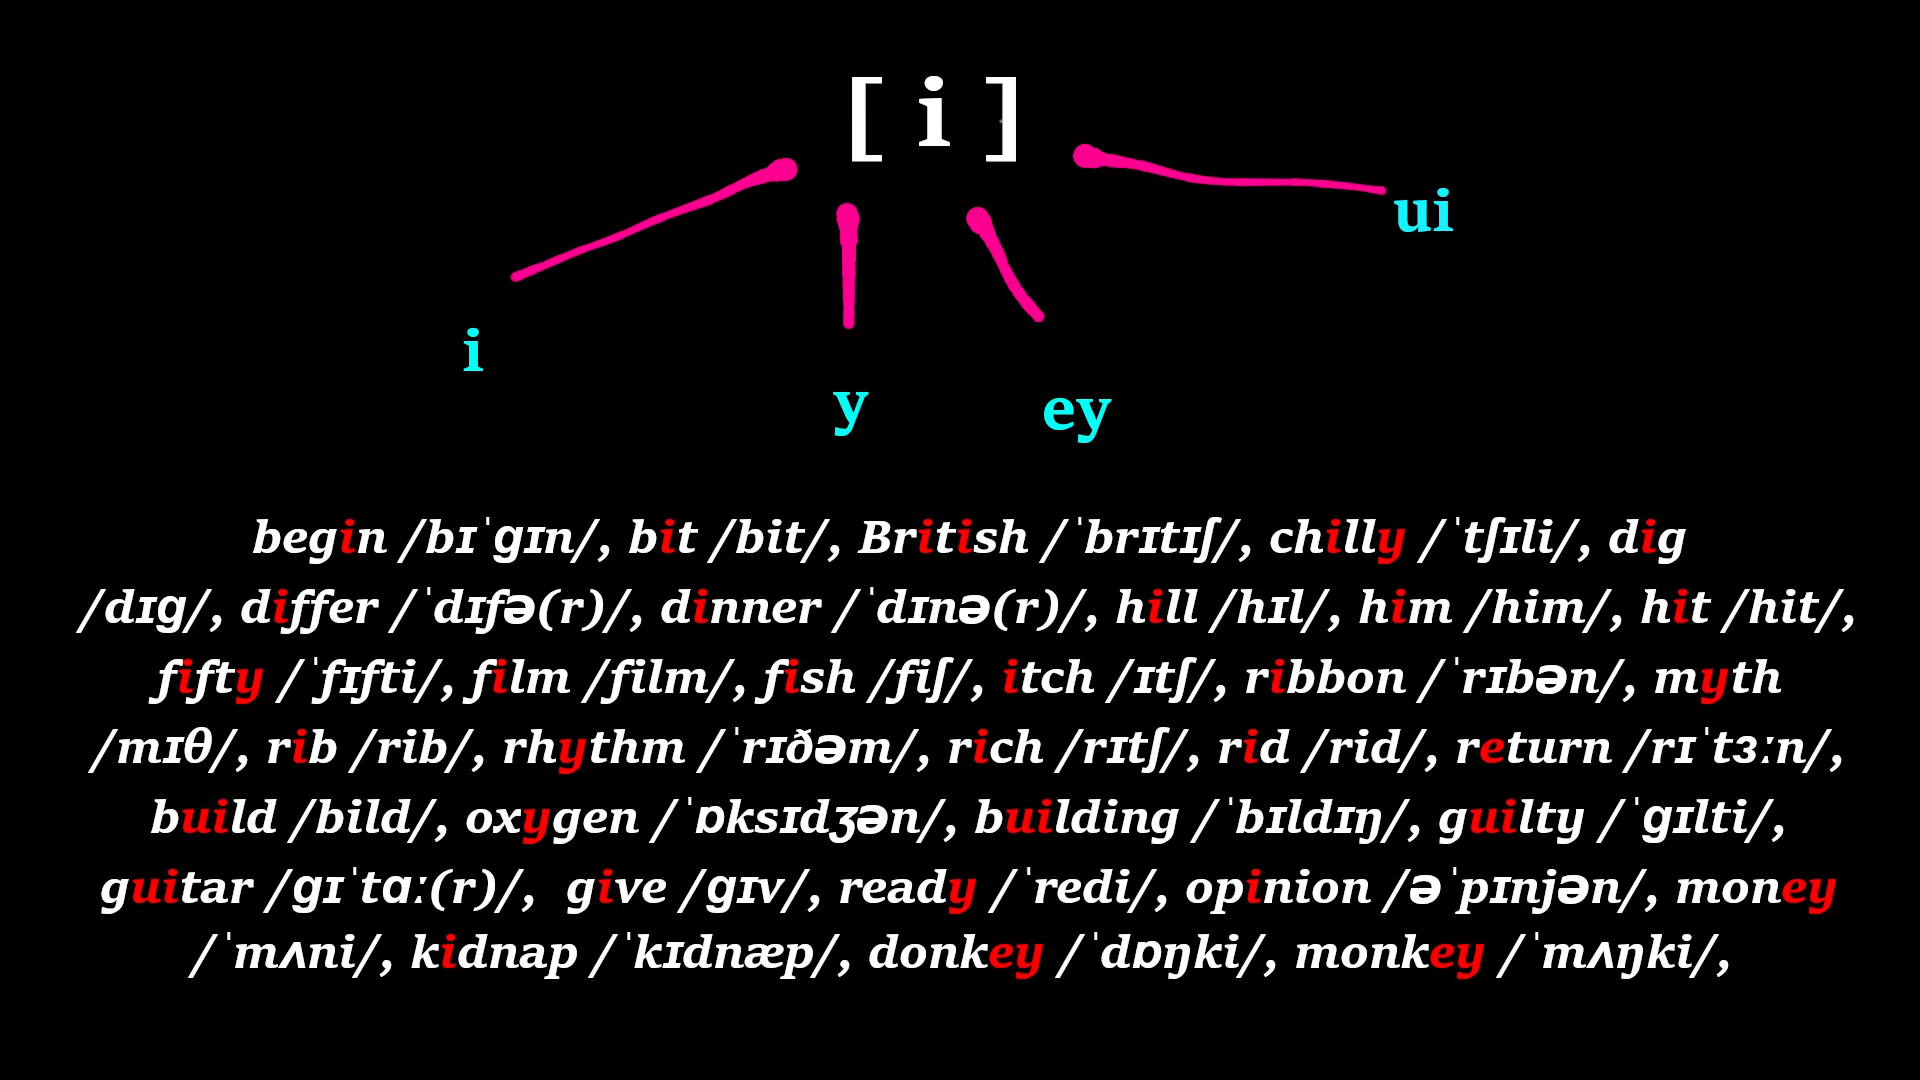 [ i ]
ui
i
y
ey
begin /bɪˈɡɪn/, bit /bit/, British /ˈbrɪtɪʃ/, chilly /ˈtʃɪli/, dig
/dɪɡ/, differ /ˈdɪfə(r)/, dinner /ˈdɪnə(r)/, hill /hɪl/, him /him/, hit /hit/,
fifty /ˈfɪfti/, film /film/, fish /fiʃ/, itch /ɪtʃ/, ribbon /ˈrɪbən/, myth
/mɪθ/, rib /rib/, rhythm /ˈrɪðəm/, rich /rɪtʃ/, rid /rid/, return /rɪˈtɜːn/,
build /bild/, oxygen /ˈɒksɪdʒən/, building /ˈbɪldɪŋ/, guilty /ˈɡɪlti/,
guitar /ɡɪˈtɑː(r)/, give /ɡɪv/, ready /ˈredi/, opinion /əˈpɪnjən/, money
/ˈmʌni/, kidnap /ˈkɪdnæp/, donkey /ˈdɒŋki/, monkey /ˈmʌŋki/,